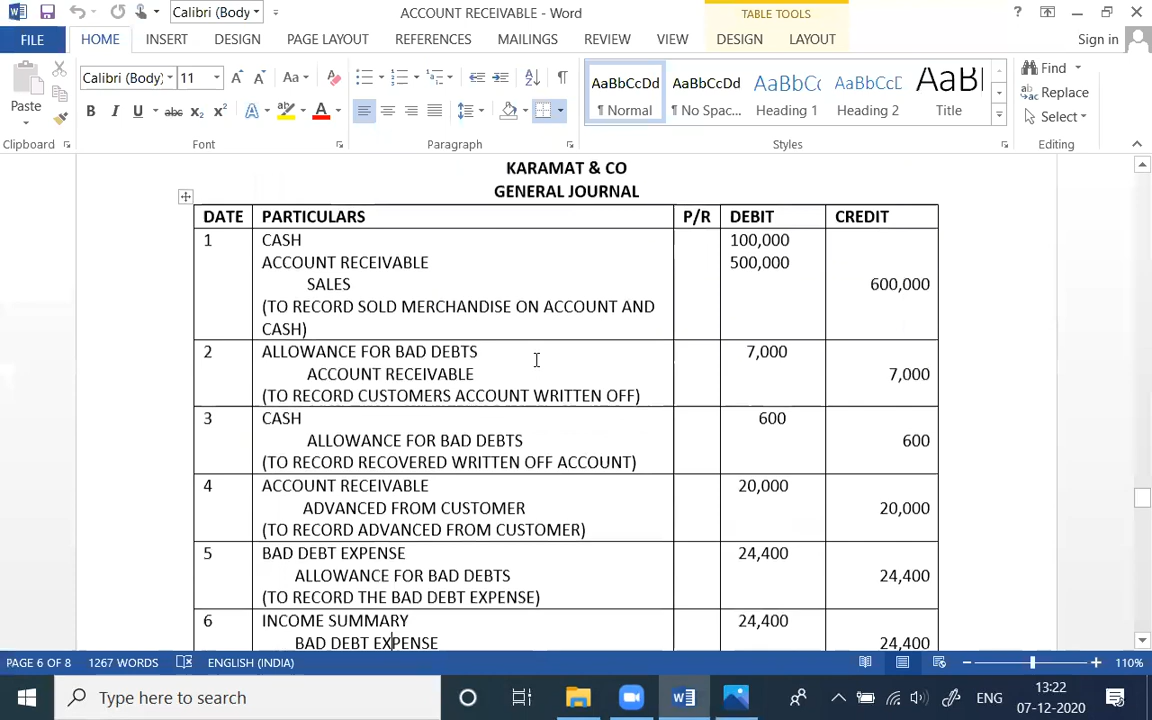 Calibri (Body
ACCOUNT RECEIVABLE - Word
TABLE TOOLS
?
FILE
HOME
INSERT
DESIGN
PAGE LAYOUT
REFERENCES
MAILINGS
REVIEW
VIEW
DESIGN
LAYOUT
Sign in
Paste
Calibri (Body)
11
Aa
B I U abc X₂ X² A A
AaBbCcDd
¶ Normal
AaBbCcDd
¶ No Spac...
AaBbCc
Heading 1
AaBbCcD
Heading 2
AaBl
Title
Find
Replace
Select
Clipboard
Font
Paragraph
Styles
Editing
KARAMAT & CO
GENERAL JOURNAL
DATE PARTICULARS P/R DEBIT CREDIT
1 CASH 100,000
ACCOUNT RECEIVABLE 500,000
SALES 600,000
(TO RECORD SOLD MERCHANDISE ON ACCOUNT AND
CASH)
2 ALLOWANCE FOR BAD DEBTS 7,000
ACCOUNT RECEIVABLE 7,000
(TO RECORD CUSTOMERS ACCOUNT WRITTEN OFF)
3 CASH 600
ALLOWANCE FOR BAD DEBTS 600
(TO RECORD RECOVERED WRITTEN OFF ACCOUNT)
4 ACCOUNT RECEIVABLE 20,000
ADVANCED FROM CUSTOMER 20,000
(TO RECORD ADVANCED FROM CUSTOMER)
5 BAD DEBT EXPENSE 24,400
ALLOWANCE FOR BAD DEBTS 24,400
(TO RECORD THE BAD DEBT EXPENSE)
6 INCOME SUMMARY 24,400
BAD DEBT EXPENSE 24,400
PAGE 6 OF 8
1267 WORDS
ENGLISH (INDIA)
110%
Type here to search
ENG
13:22
07-12-2020